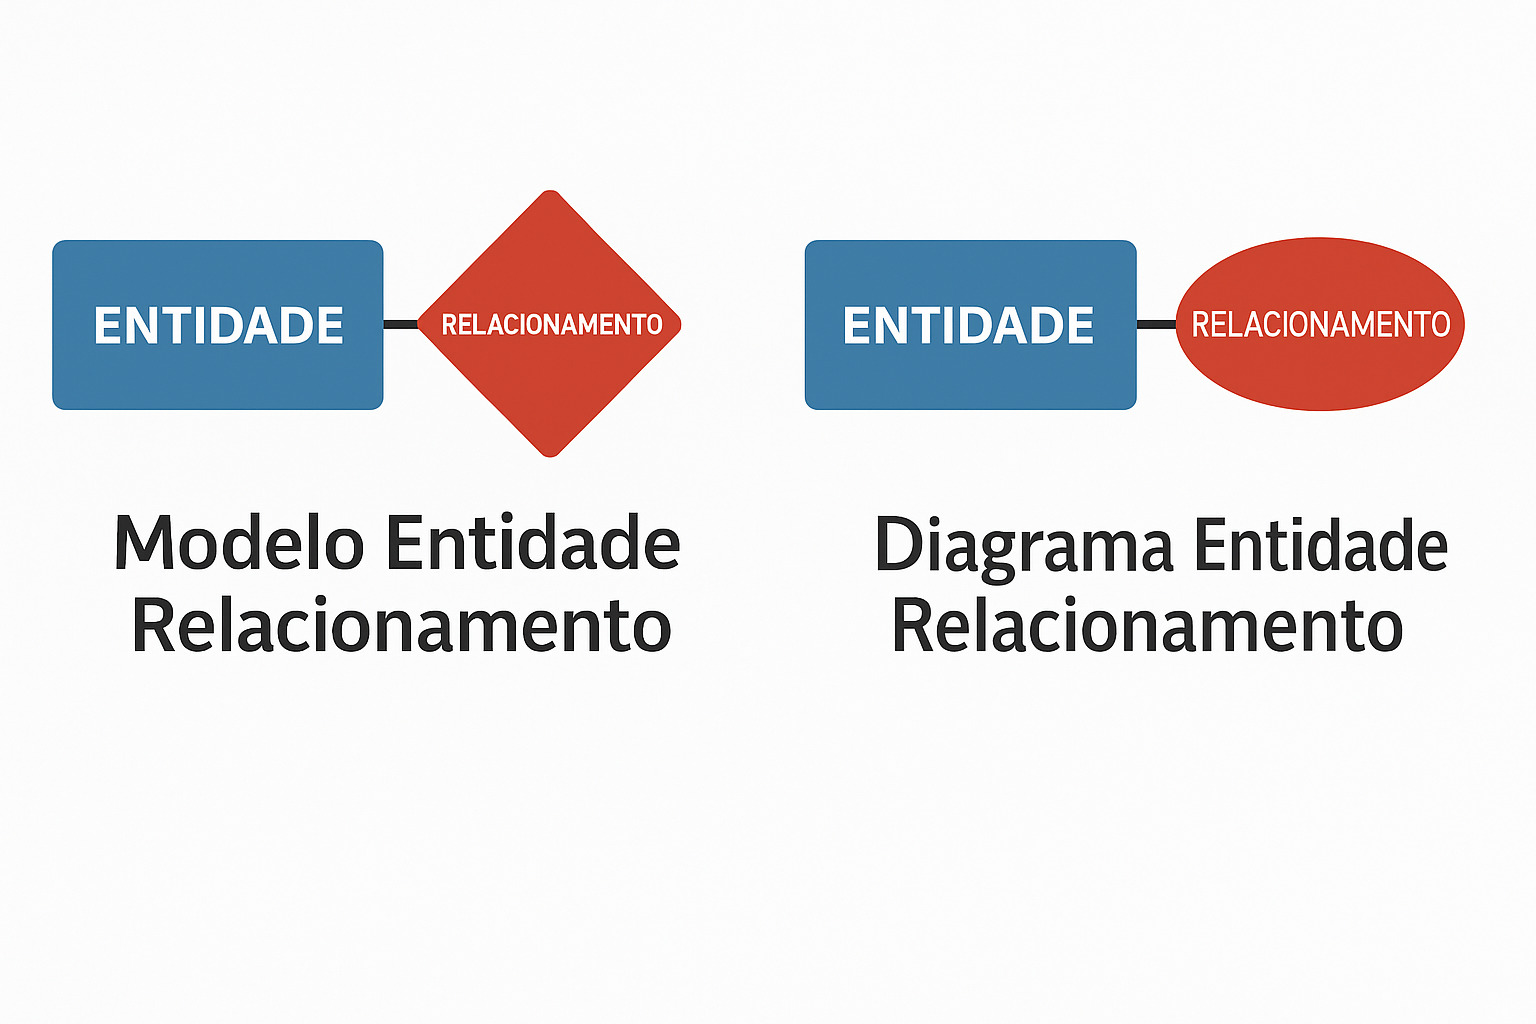 ENTIDADE
RELACIONAMENTO
Modelo Entidade
Relacionamento
ENTIDADE
RELACIONAMENTO
Diagrama Entidade
Relacionamento